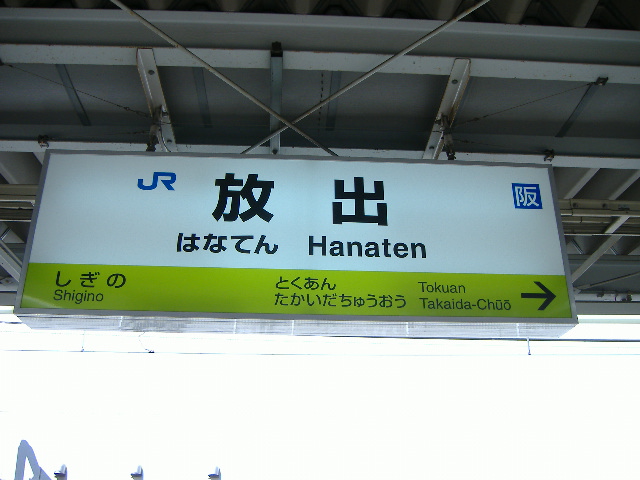 JR 放出 阪
はなてん Hanaten
しぎの
Shigino
とくあん Tokuan
たかいだちゅうおう Takaida-Chūō